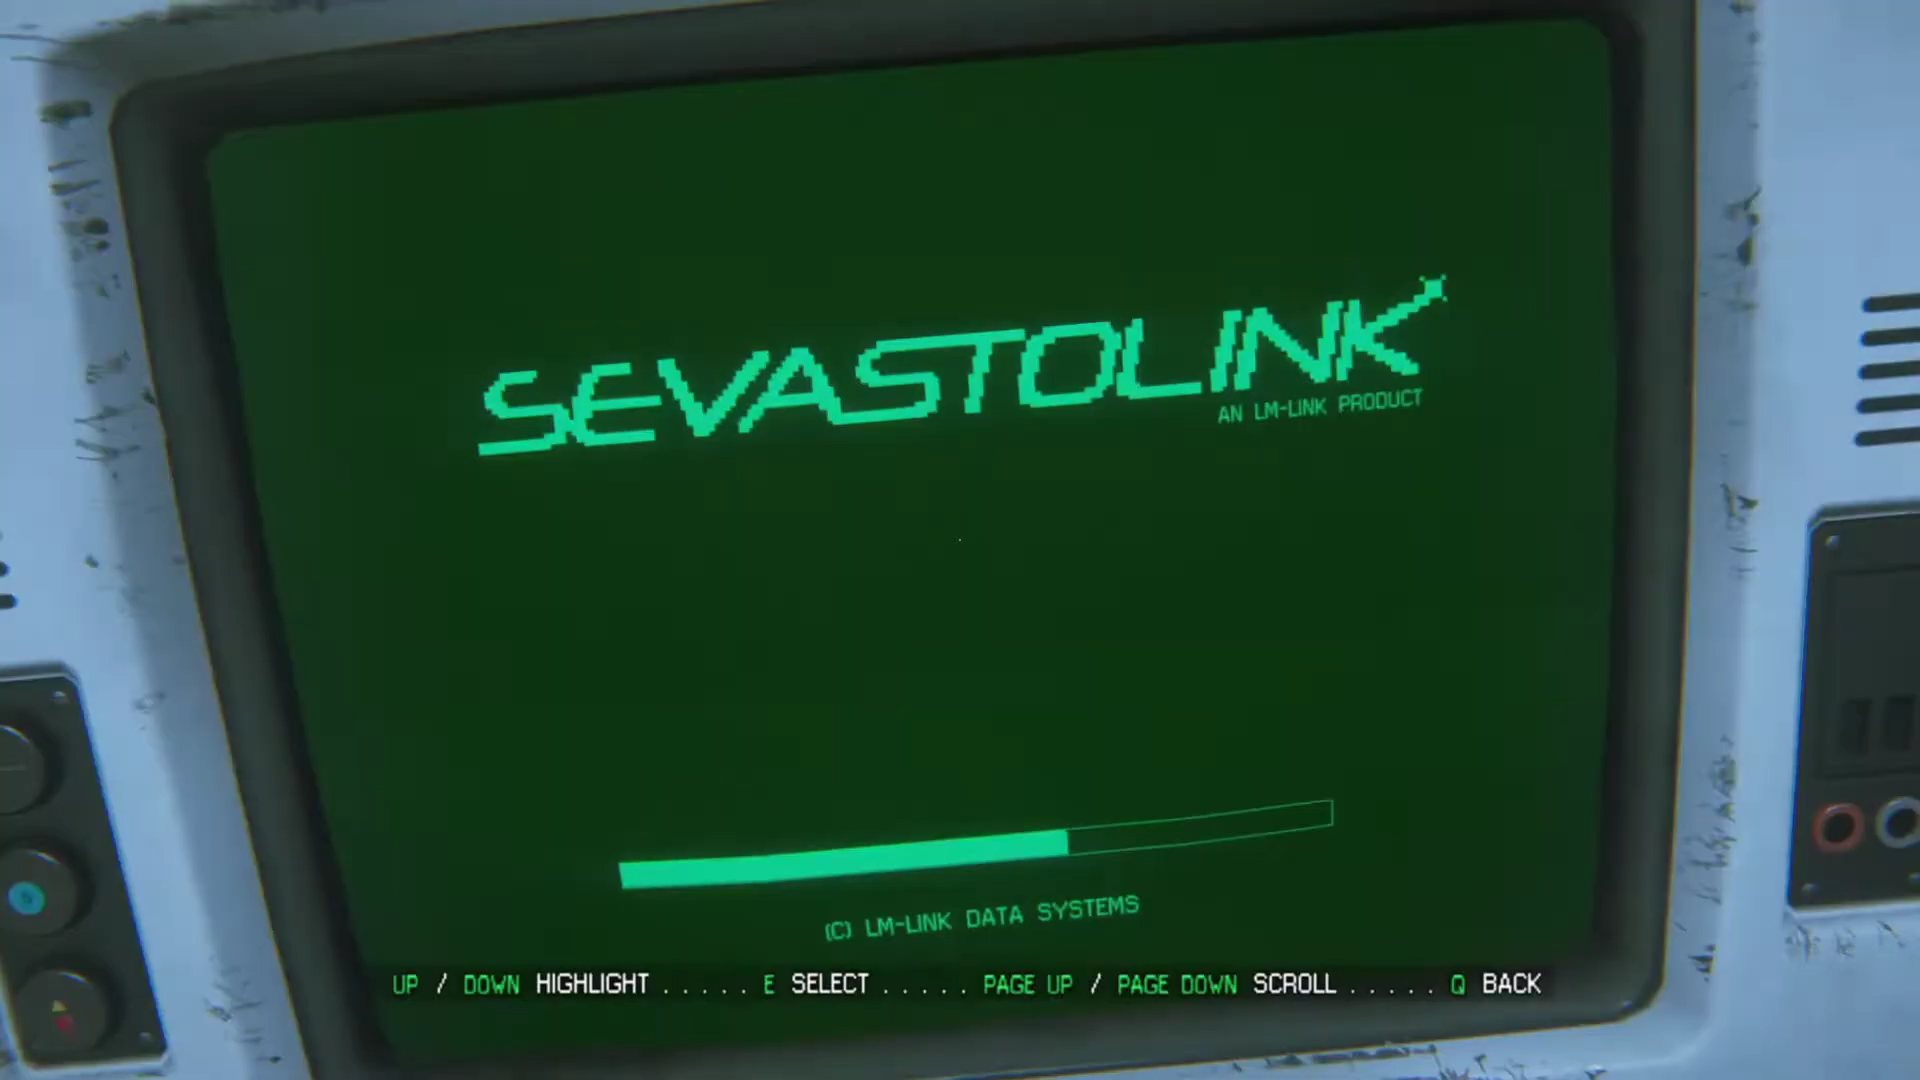 SEVASTOLINK
AN LM-LINK PRODUCT
(C) LM-LINK DATA SYSTEMS
UP / DOWN HIGHLIGHT ..... E SELECT ..... PAGE UP / PAGE DOWN SCROLL ..... Q BACK